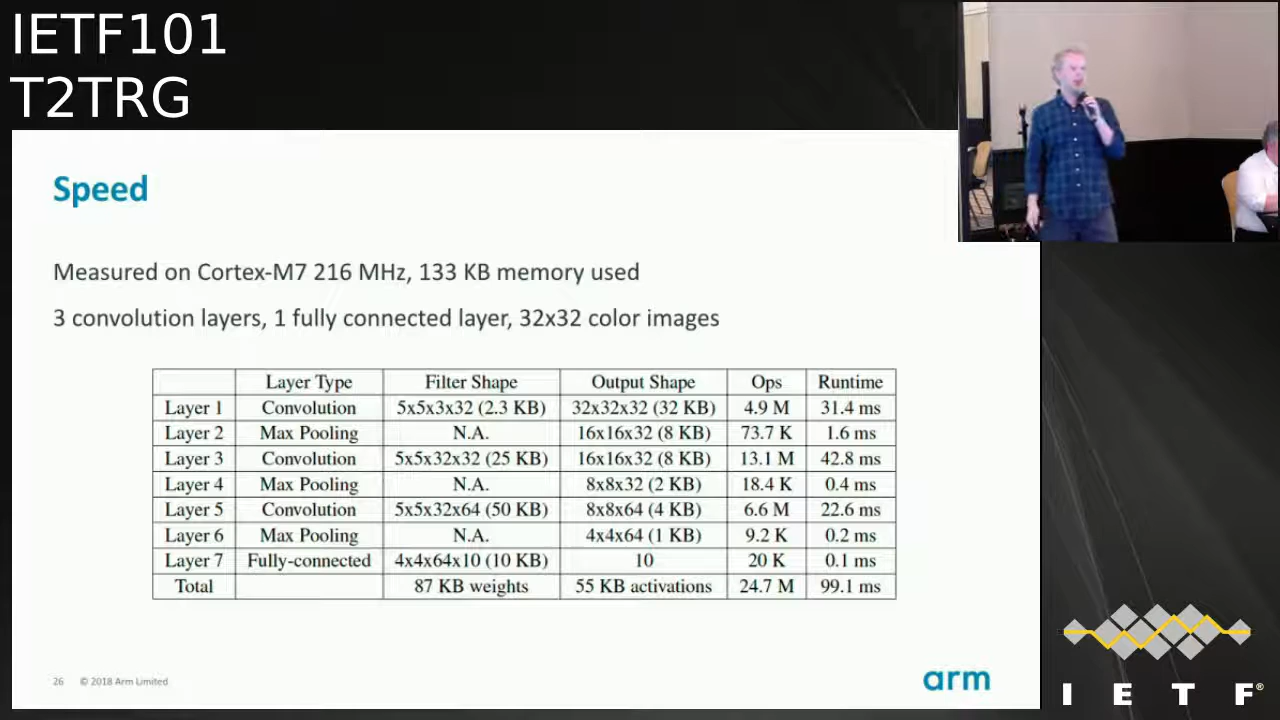 IETF101
T2TRG
Speed
Measured on Cortex-M7 216 MHz, 133 KB memory used
3 convolution layers, 1 fully connected layer, 32x32 color images
Layer Type Filter Shape Output Shape Ops Runtime
Layer 1 Convolution 5x5x3x32 (2.3 KB) 32x32x32 (32 KB) 4.9 M 31.4 ms
Layer 2 Max Pooling N.A. 16x16x32 (8 KB) 73.7 K 1.6 ms
Layer 3 Convolution 5x5x32x32 (25 KB) 16x16x32 (8 KB) 13.1 M 42.8 ms
Layer 4 Max Pooling N.A. 8x8x32 (2 KB) 18.4 K 0.4 ms
Layer 5 Convolution 5x5x32x64 (50 KB) 8x8x64 (4 KB) 6.6 M 22.6 ms
Layer 6 Max Pooling N.A. 4x4x64 (1 KB) 9.2 K 0.2 ms
Layer 7 Fully-connected 4x4x64x10 (10 KB) 10 20 K 0.1 ms
Total 87 KB weights 55 KB activations 24.7 M 99.1 ms
26 © 2018 Arm Limited
arm
I E T F®